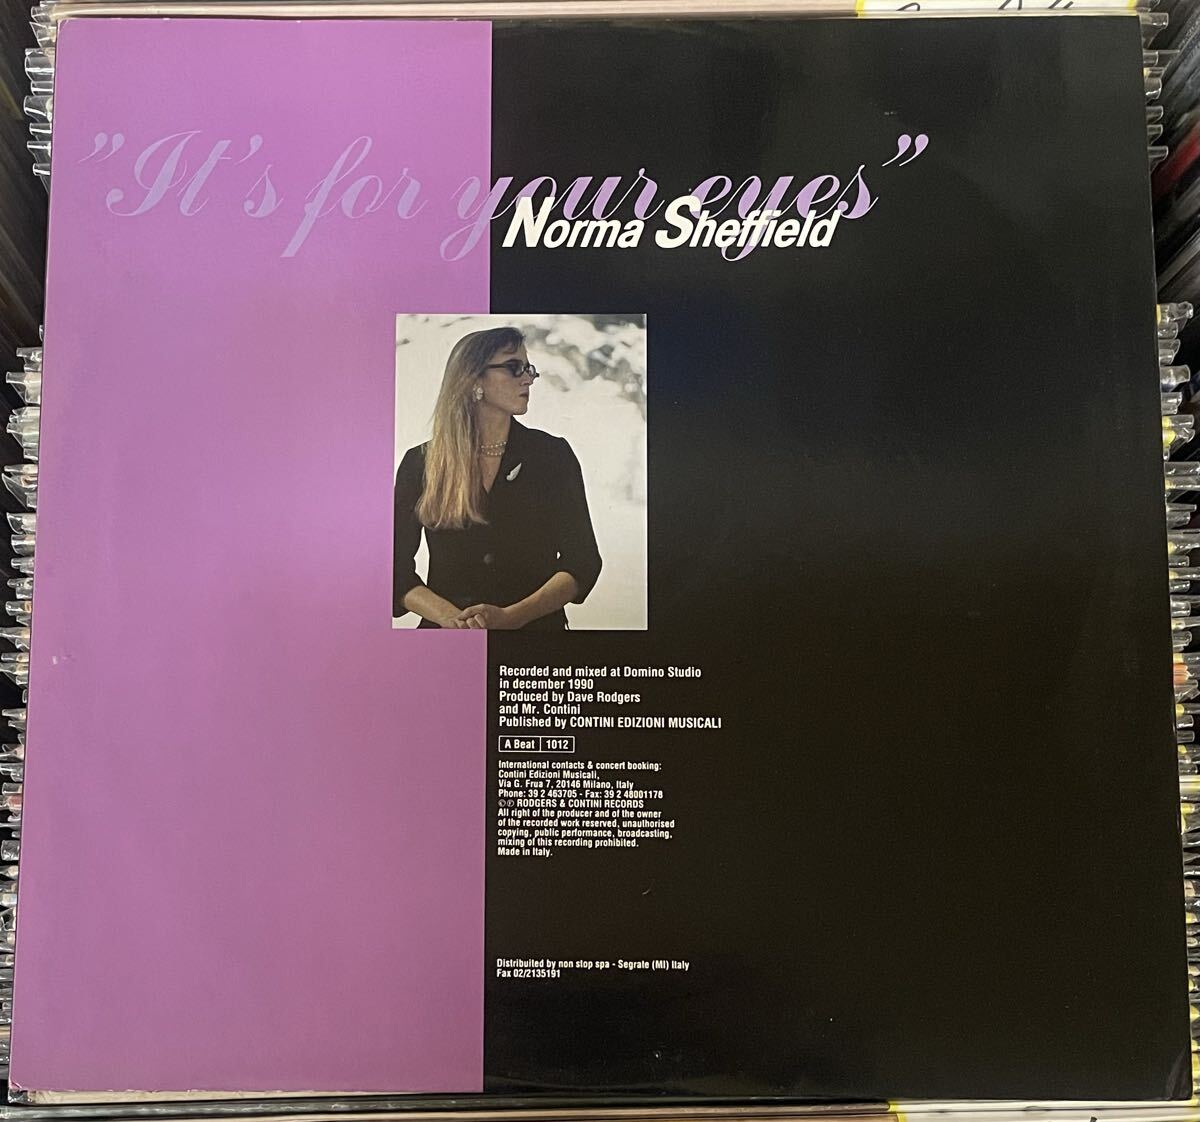 "It's for your eyes"
Norma Sheffield
Recorded and mixed at Domino Studio
in december 1990
Produced by Dave Rodgers
and Mr. Contini
Published by CONTINI EDIZIONI MUSICALI
A Beat 1012
International contacts & concert booking:
Contini Edizioni Musicali,
Via G. Frua 7, 20146 Milano, Italy
Phone: 39 2 463705 - Fax: 39 2 48001178
©℗ RODGERS & CONTINI RECORDS
All right of the producer and of the owner
of the recorded work reserved, unauthorised
copying, public performance, broadcasting,
mixing of this recording prohibited.
Made in Italy.
Distribuited by non stop spa - Segrate (MI) Italy
Fax 02/2135191